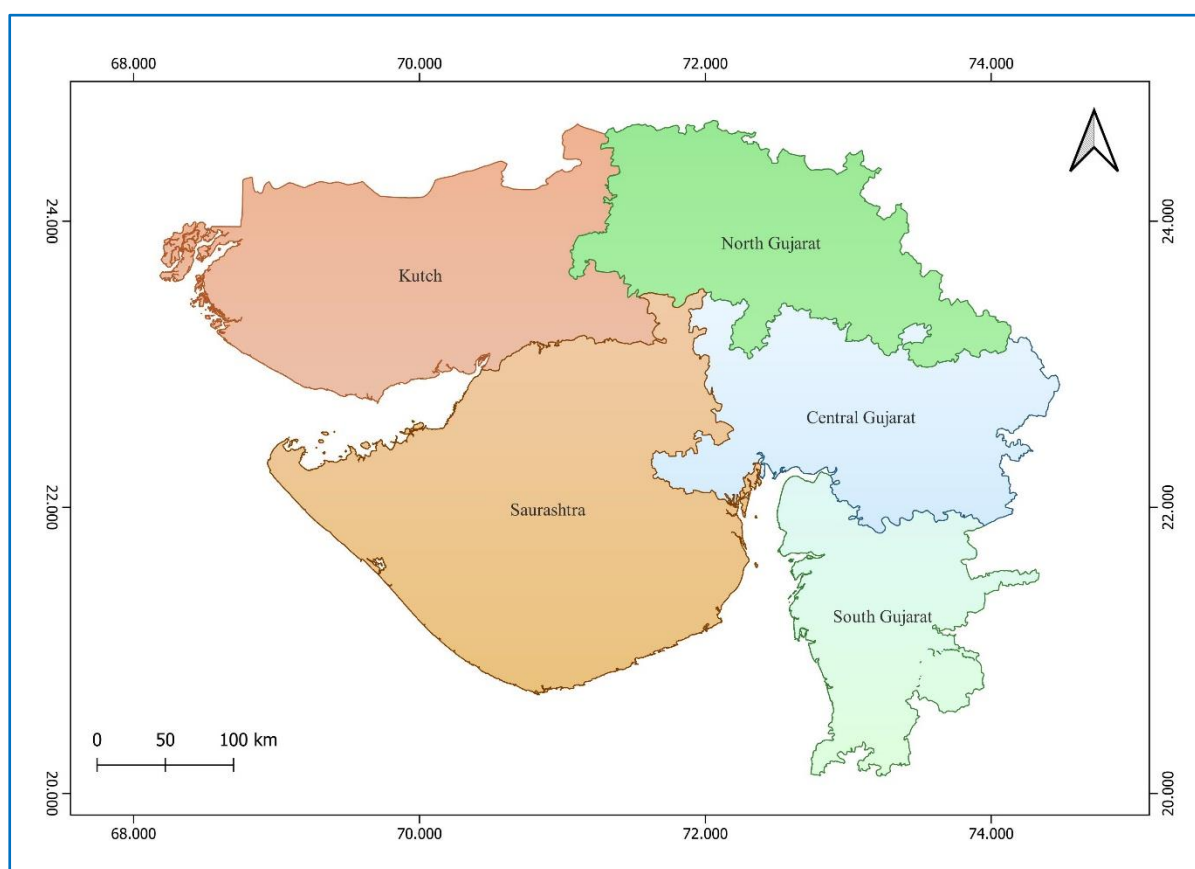 68.000 70.000 72.000 74.000
24.000 24.000
North Gujarat
Kutch
Central Gujarat
22.000 22.000
Saurashtra
South Gujarat
0 50 100 km
20.000 20.000
68.000 70.000 72.000 74.000